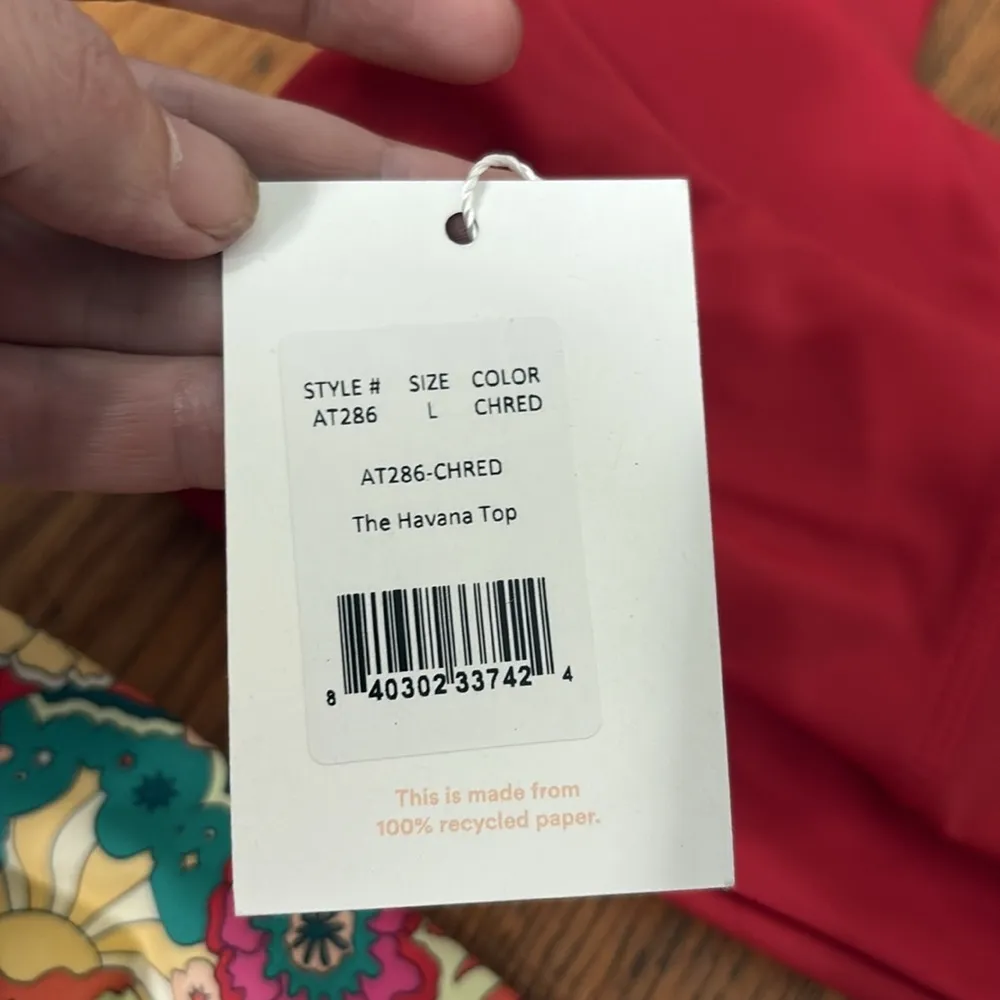 STYLE # SIZE COLOR
AT286 L CHRED
AT286-CHRED
The Havana Top
8 40302 33742 4
This is made from
100% recycled paper.